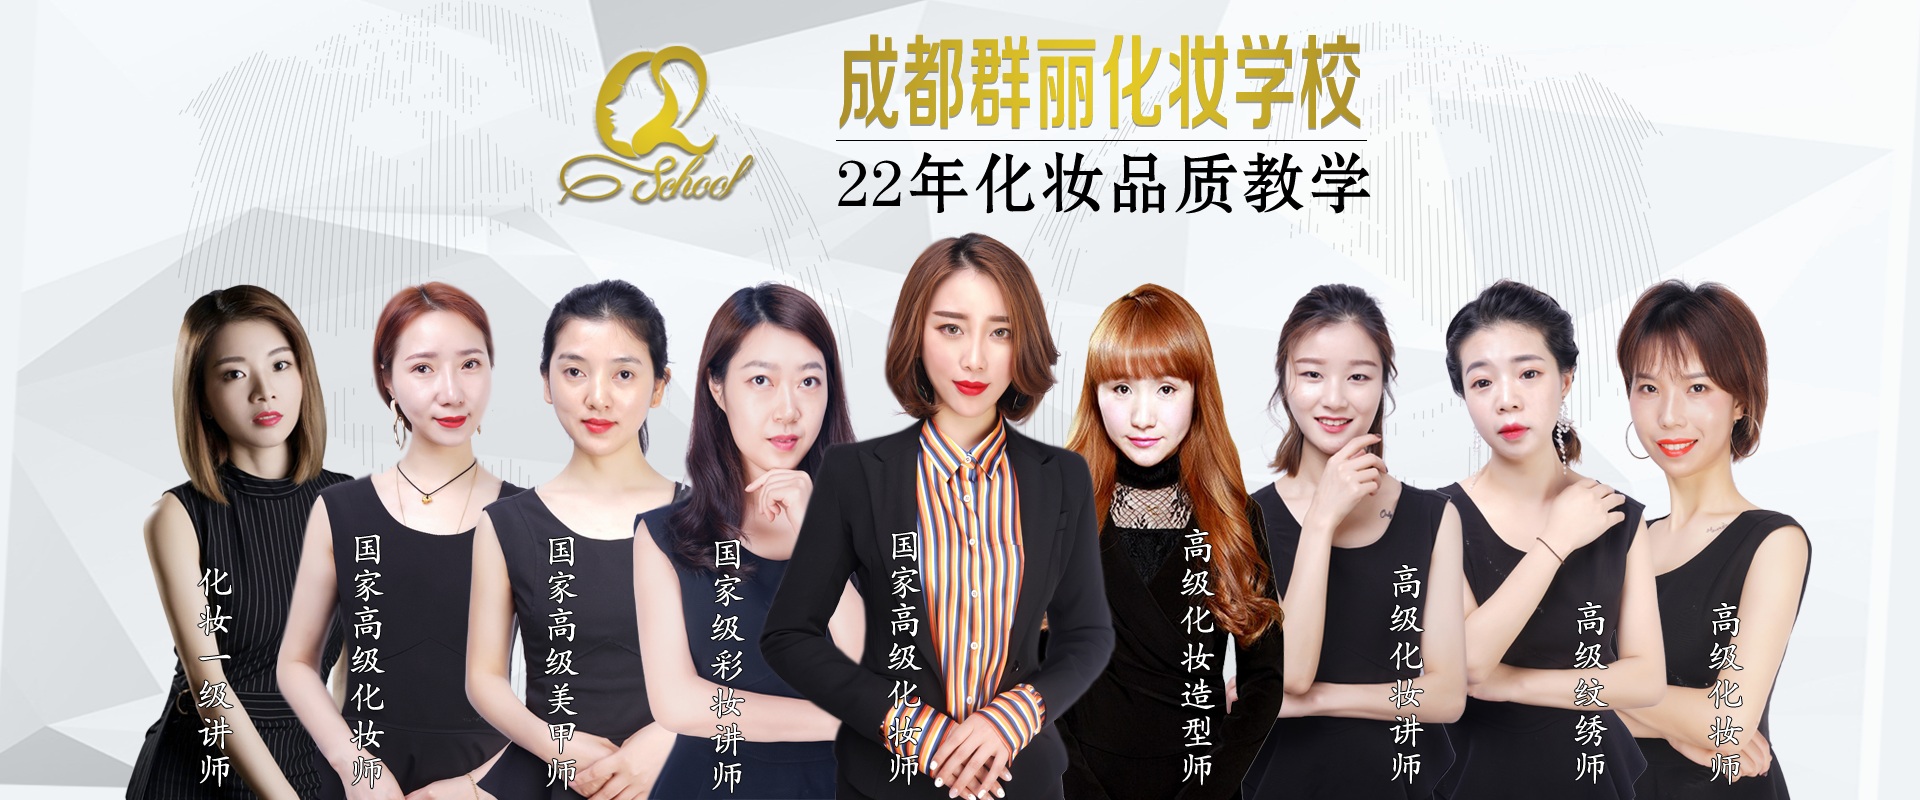 School
成都群丽化妆学校
22年化妆品质教学
化妆一级讲师
国家高级化妆师
国家高级美甲师
国家级彩妆讲师
国家高级化妆师
高级化妆造型师
高级化妆讲师
高级纹绣师
高级化妆师